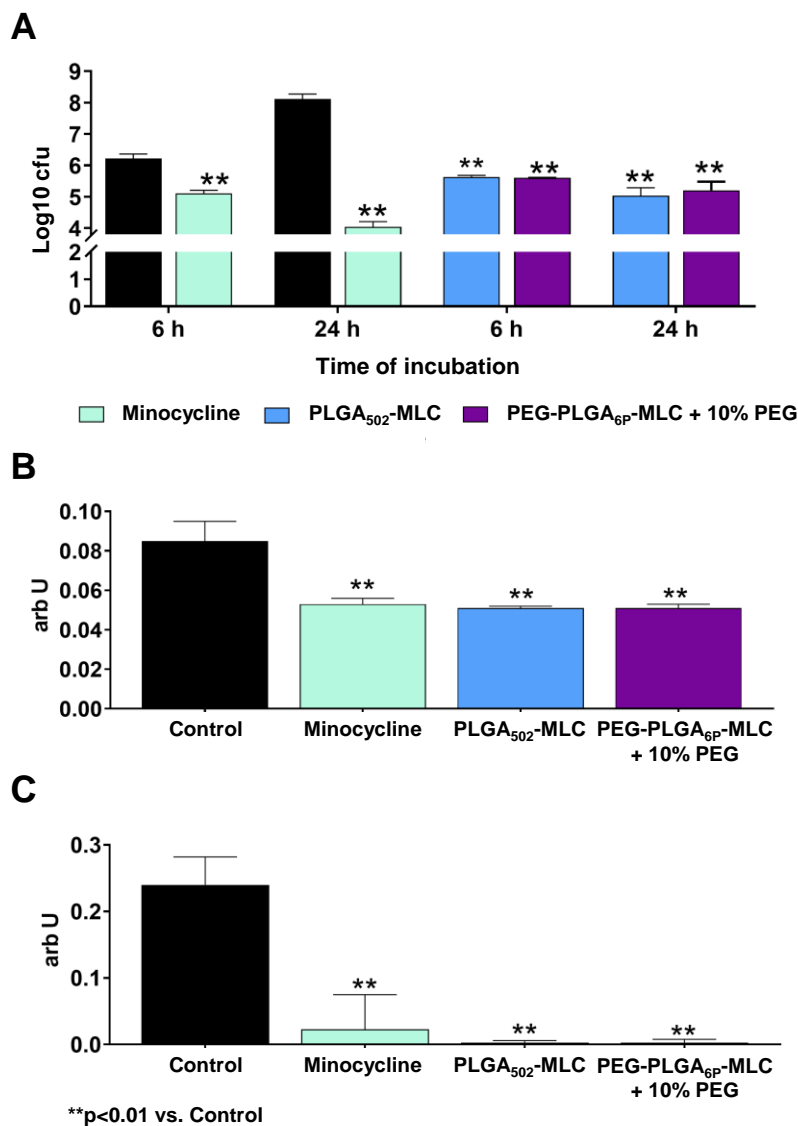 A
9
8
7
6
5
4
2
1
0
Log10 cfu
** ** ** ** ** **
6 h 24 h 6 h 24 h
Time of incubation
Minocycline PLGA502-MLC PEG-PLGA6P-MLC + 10% PEG
B
0.10
0.08
0.06
0.04
0.02
0.00
arb U
** ** **
Control Minocycline PLGA502-MLC PEG-PLGA6P-MLC
+ 10% PEG
C
0.3
0.2
0.1
0.0
arb U
** ** **
Control Minocycline PLGA502-MLC PEG-PLGA6P-MLC
+ 10% PEG
**p<0.01 vs. Control